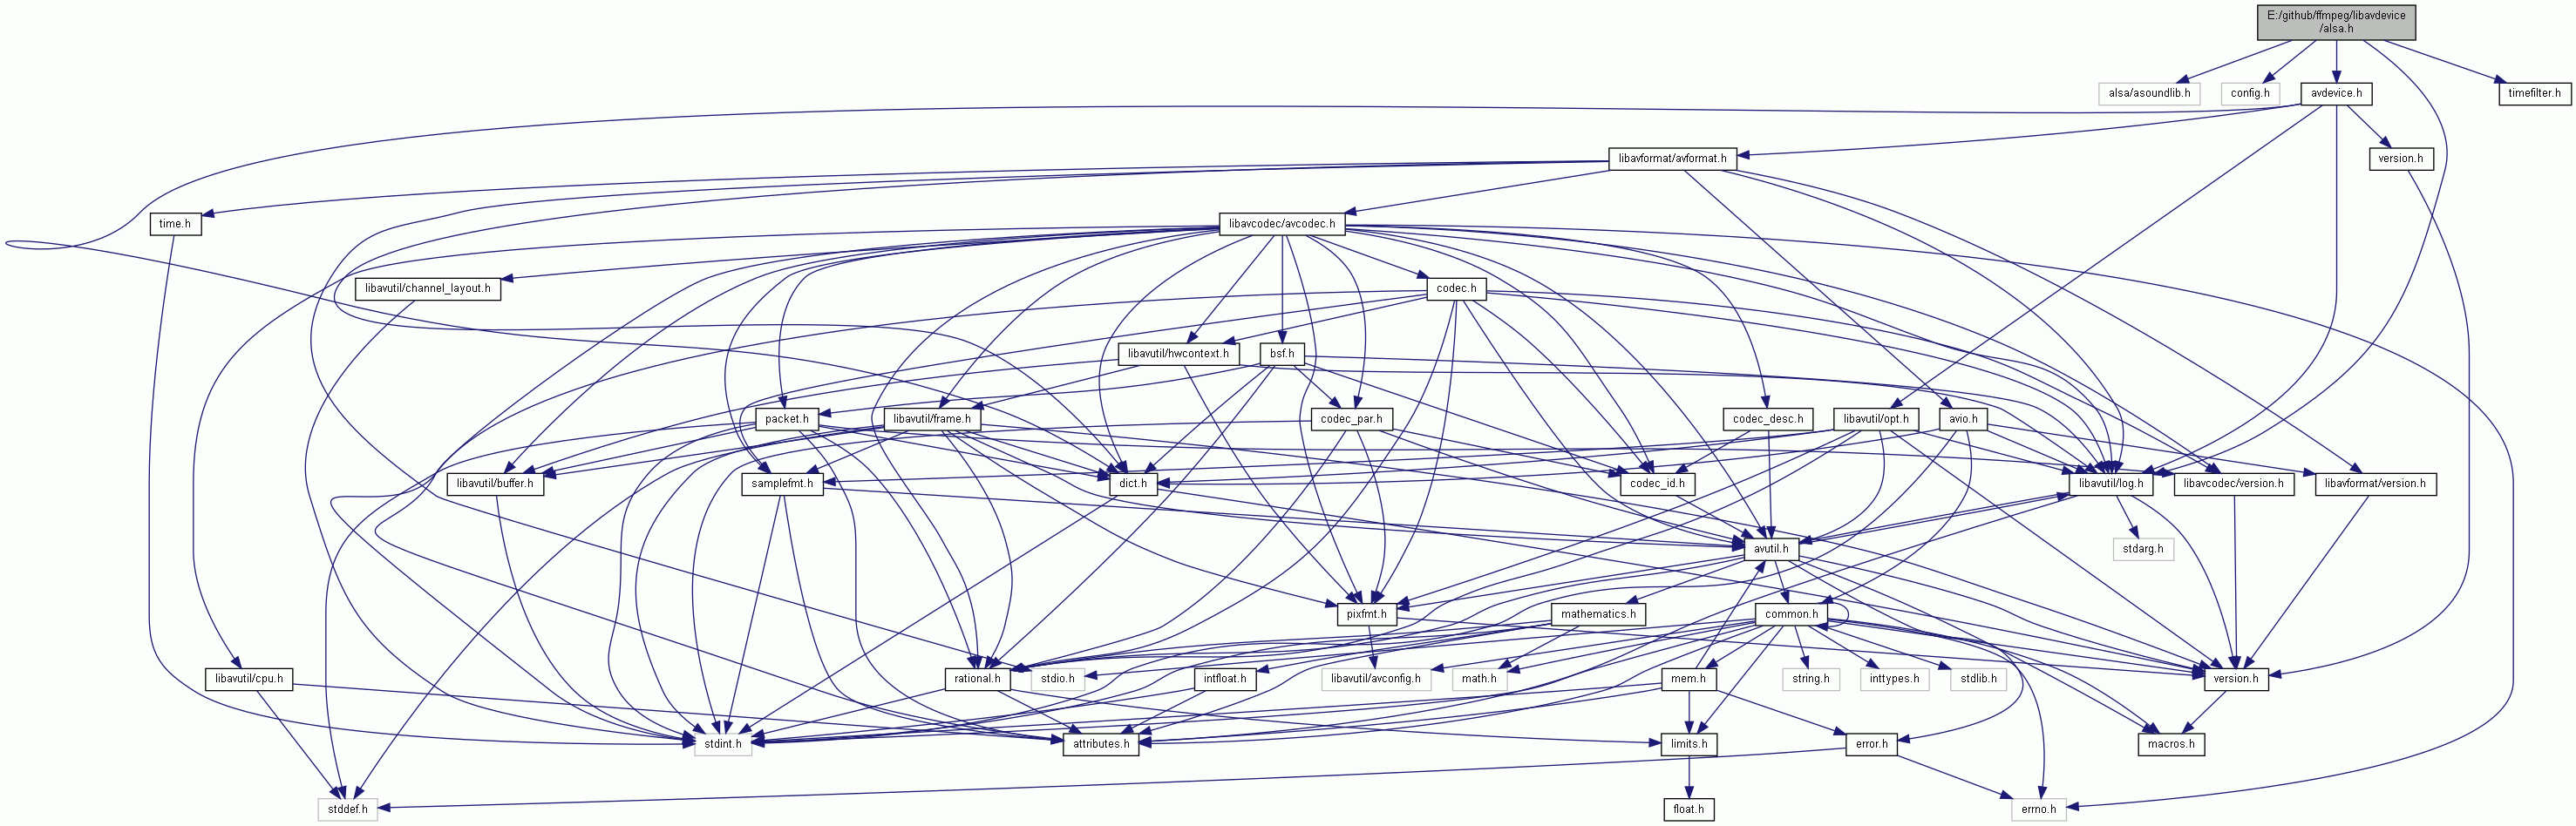 E:/github/ffmpeg/libavdevice
/alsa.h
alsa/asoundlib.h
config.h
avdevice.h
timefilter.h
libavformat/avformat.h
version.h
time.h
libavcodec/avcodec.h
libavutil/channel_layout.h
codec.h
libavutil/hwcontext.h
bsf.h
packet.h
libavutil/frame.h
codec_par.h
codec_desc.h
libavutil/opt.h
avio.h
libavutil/buffer.h
samplefmt.h
dict.h
codec_id.h
libavutil/log.h
libavcodec/version.h
libavformat/version.h
avutil.h
stdarg.h
pixfmt.h
mathematics.h
common.h
libavutil/cpu.h
rational.h
stdio.h
intfloat.h
libavutil/avconfig.h
math.h
mem.h
string.h
inttypes.h
stdlib.h
version.h
stdint.h
attributes.h
limits.h
error.h
macros.h
stddef.h
float.h
errno.h